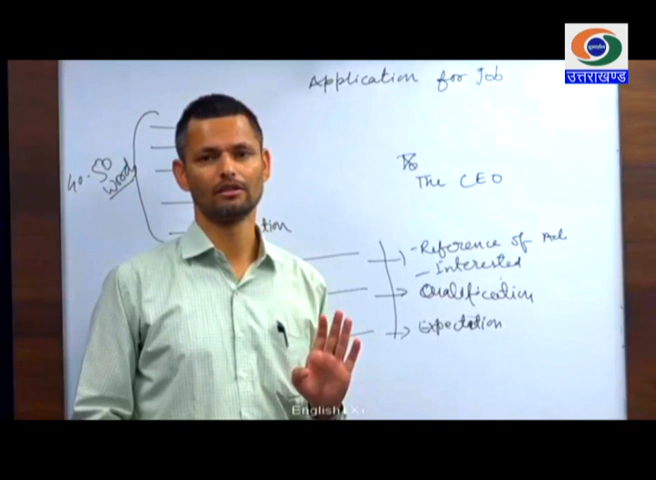 उत्तराखण्ड
Application for Job
40-50
words
To
The CEO
tion
- Reference of Ad
- Interested
Qualification
Expectation
English XI